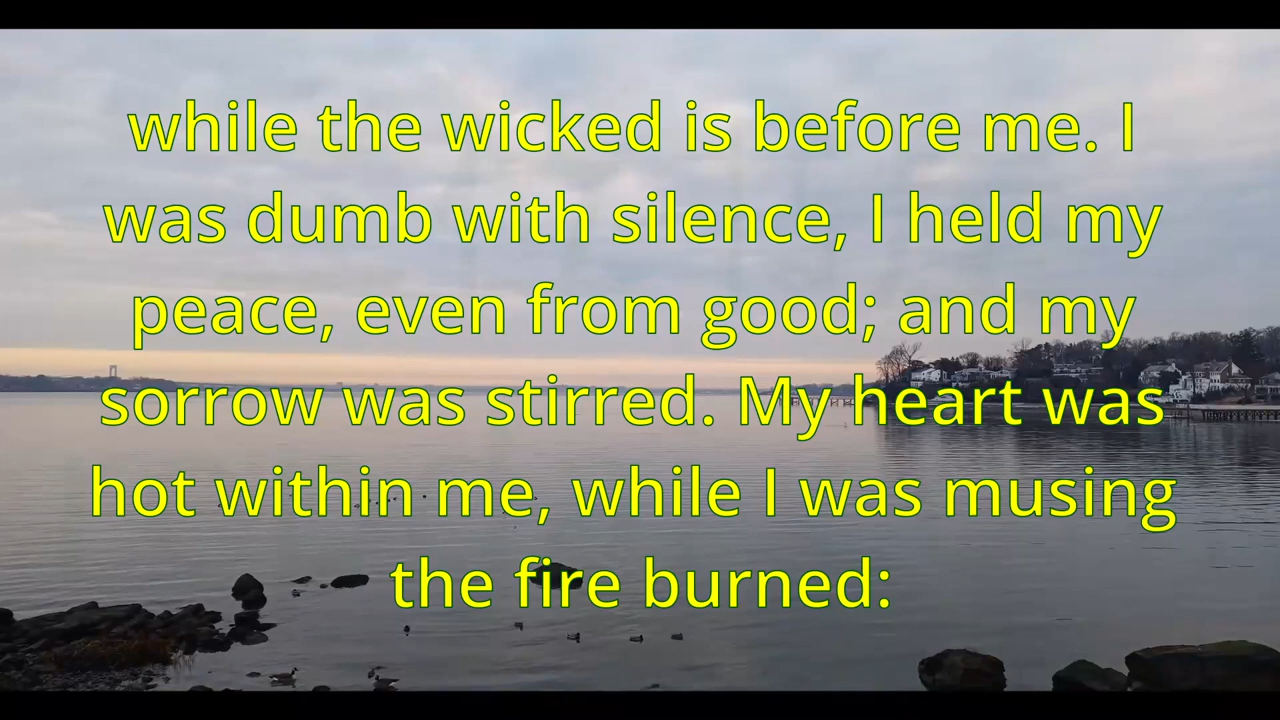 while the wicked is before me. I
was dumb with silence, I held my
peace, even from good; and my
sorrow was stirred. My heart was
hot within me, while I was musing
the fire burned: